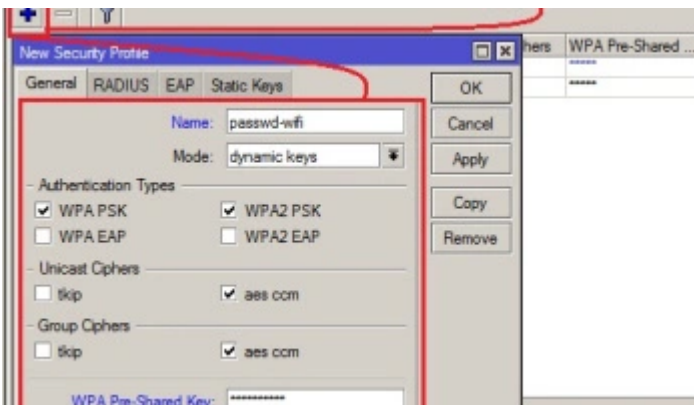 New Security Profile
hers WPA Pre-Shared ...
*****
*****
General RADIUS EAP Static Keys
Name: passwd-wifi
Mode: dynamic keys
Authentication Types
WPA PSK WPA2 PSK
WPA EAP WPA2 EAP
Unicast Ciphers
tkip aes ccm
Group Ciphers
tkip aes ccm
WPA Pre-Shared Key: **********
OK
Cancel
Apply
Copy
Remove